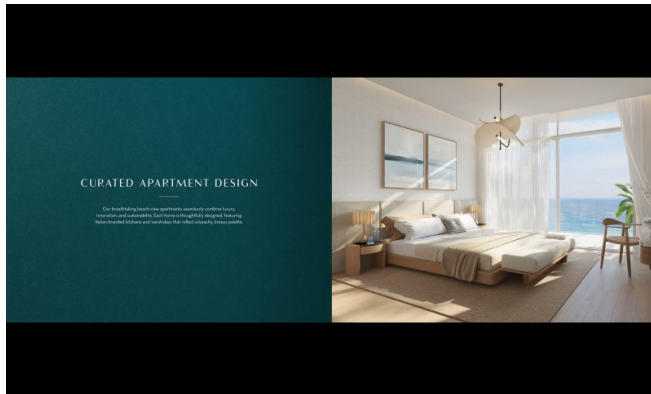 CURATED APARTMENT DESIGN
Our breathtaking beach-view apartments seamlessly combine luxury,
innovation, and sustainability. Each home is thoughtfully designed, featuring
Italian-branded kitchens and wardrobes that reflect a beachy, breezy palette.